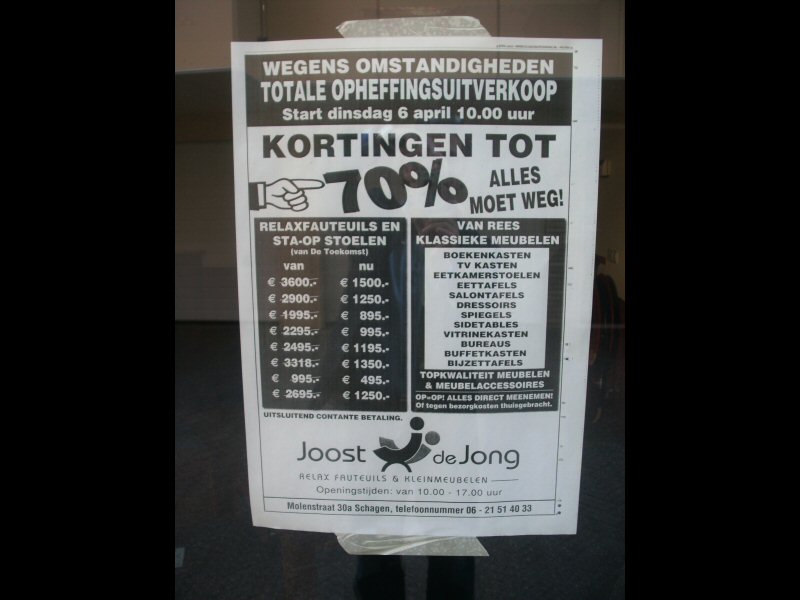 WEGENS OMSTANDIGHEDEN
TOTALE OPHEFFINGSUITVERKOOP
Start dinsdag 6 april 10.00 uur
KORTINGEN TOT
70%
ALLES
MOET WEG!
RELAXFAUTEUILS EN
STA-OP STOELEN
(van De Toekomst)
van nu
€ 3600.- € 1500.-
€ 2900.- € 1250.-
€ 1995.- € 895.-
€ 2295.- € 995.-
€ 2495.- € 1195.-
€ 3318.- € 1350.-
€ 995.- € 495.-
€ 2695.- € 1250.-
UITSLUITEND CONTANTE BETALING.
VAN REES
KLASSIEKE MEUBELEN
BOEKENKASTEN
TV KASTEN
EETKAMERSTOELEN
EETTAFELS
SALONTAFELS
DRESSOIRS
SPIEGELS
SIDETABLES
VITRINEKASTEN
BUREAUS
BUFFETKASTEN
BIJZETTAFELS
TOPKWALITEIT MEUBELEN
& MEUBELACCESSOIRES
OP=OP! ALLES DIRECT MEENEMEN!
Of tegen bezorgkosten thuisgebracht.
Joost de Jong
RELAX FAUTEUILS & KLEINMEUBELEN
Openingstijden: van 10.00 - 17.00 uur
Molenstraat 30a Schagen, telefoonnummer 06 - 21 51 40 33